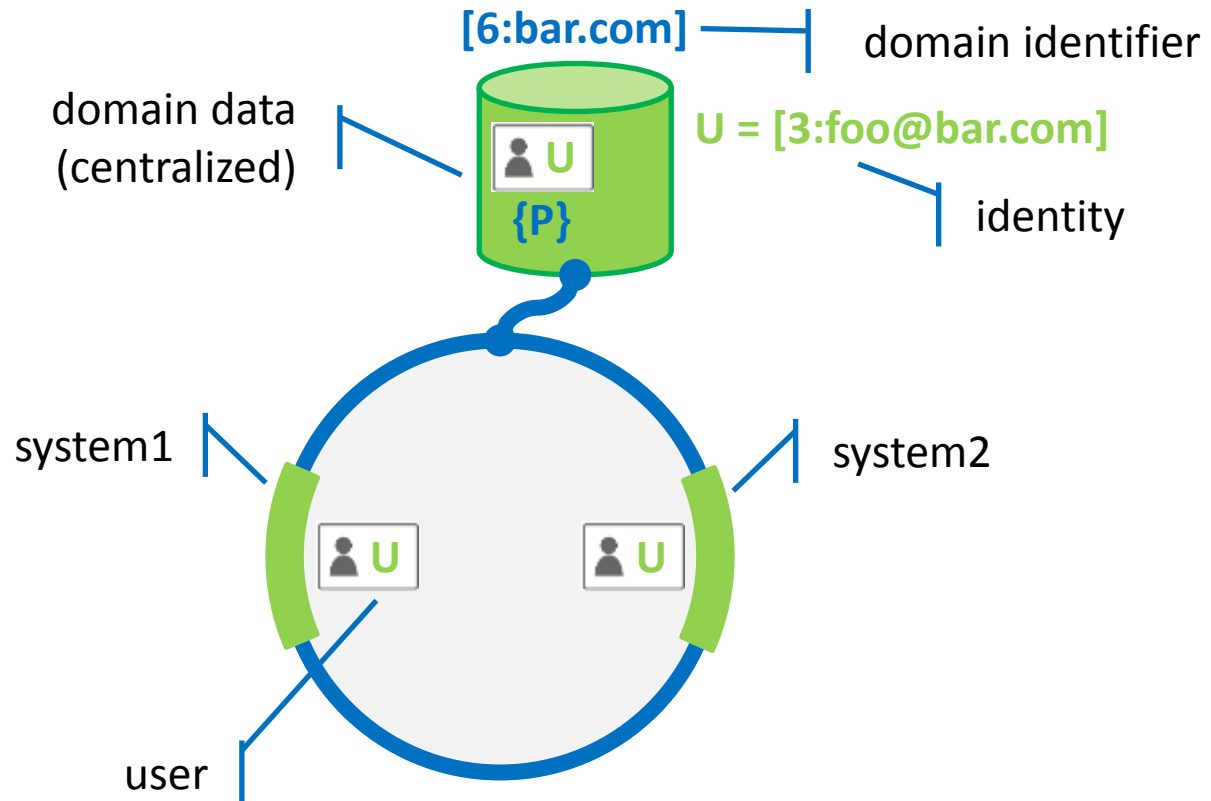 [6:bar.com]
domain identifier
domain data
(centralized)
U = [3:foo@bar.com]
U
{P}
identity
system1
system2
U
U
user